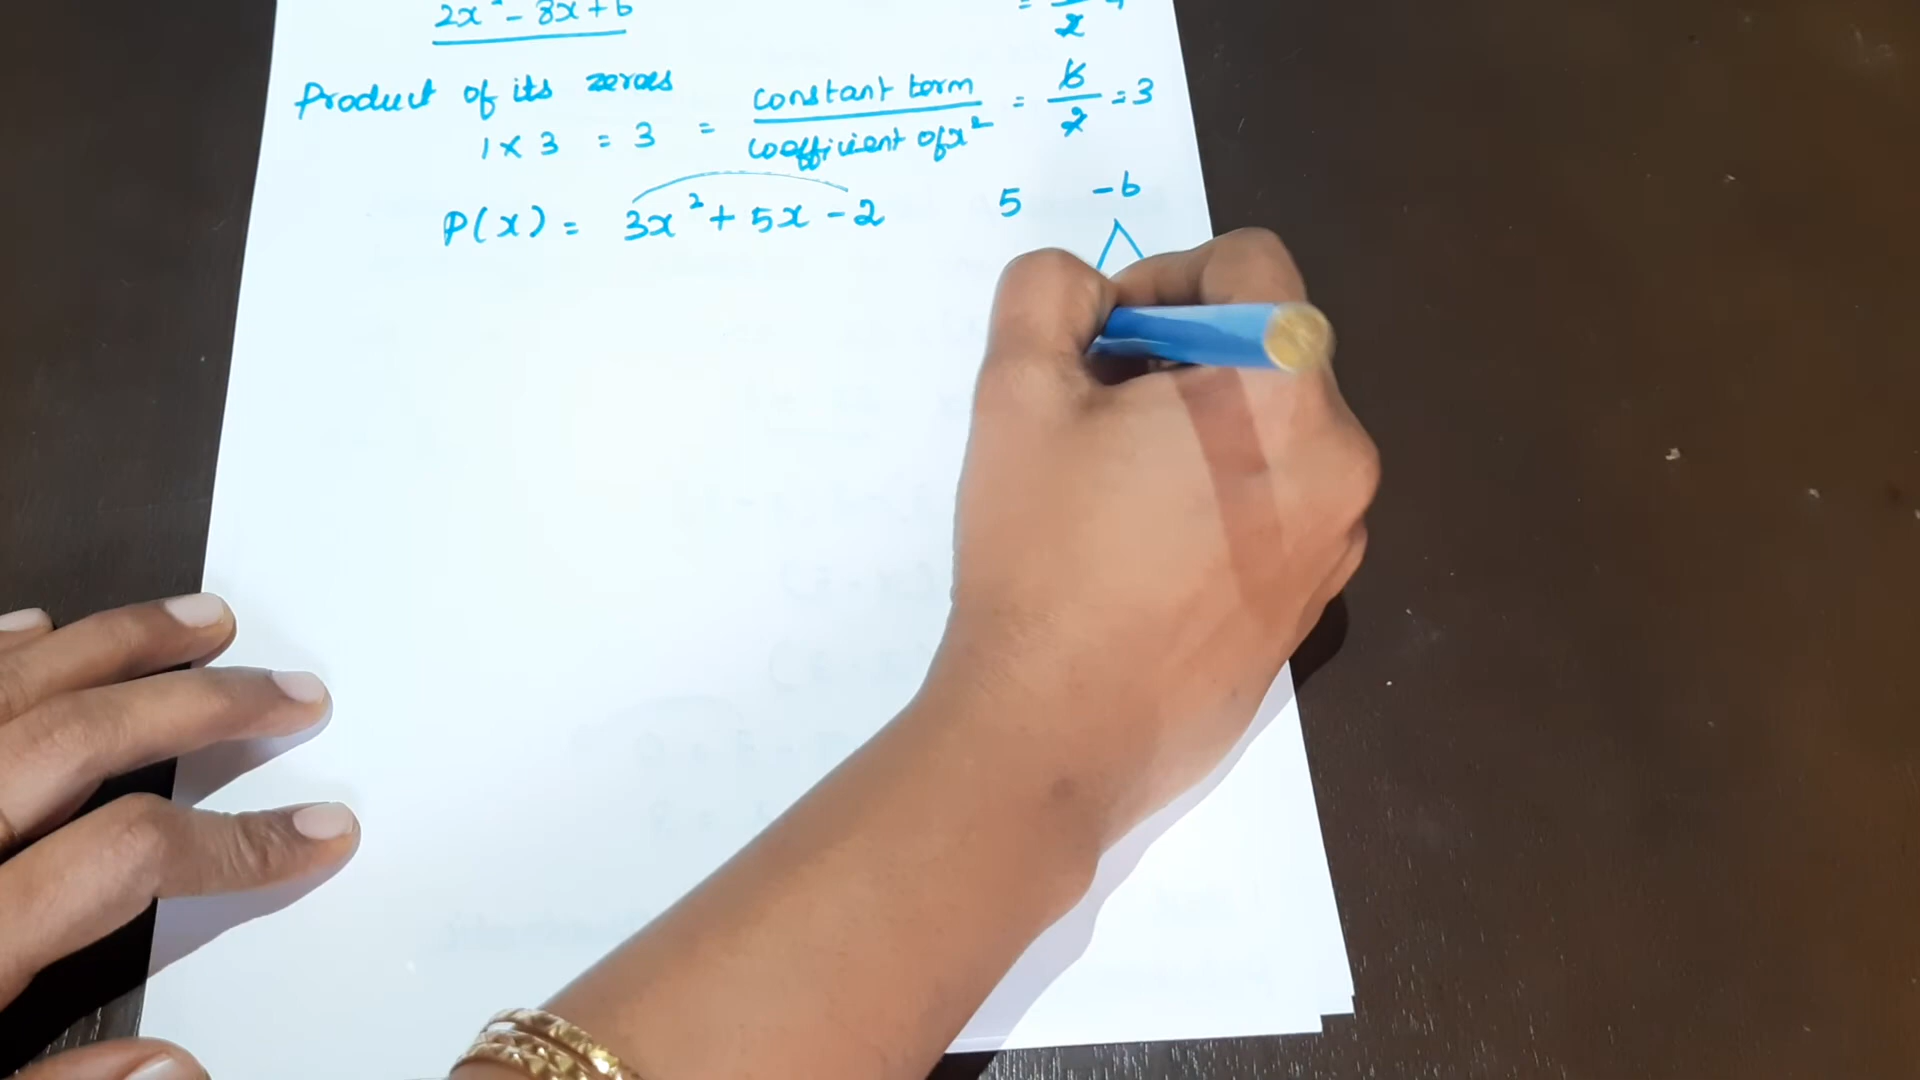 2x² - 8x + 6
= 2
Product of its zeroes
1 × 3 = 3 = constant term / coefficient of x² = 6/2 = 3
P(x) = 3x² + 5x - 2 5 -6